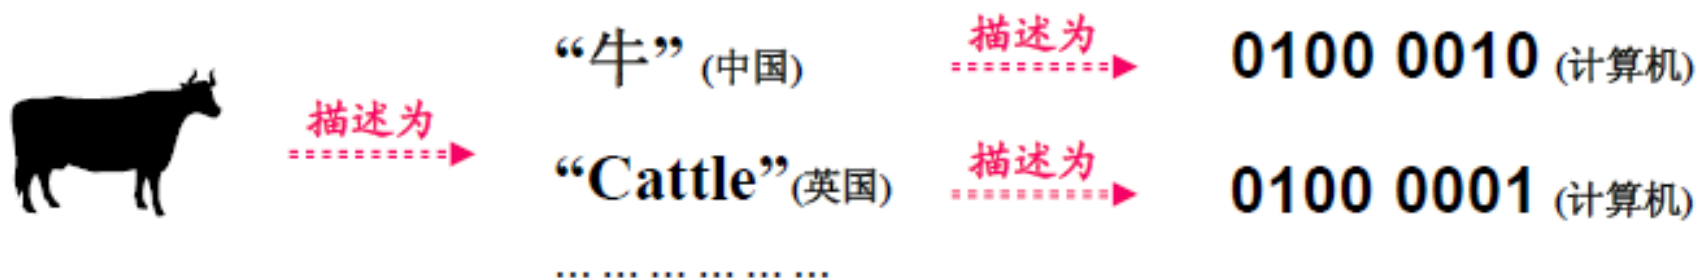 “牛” (中国) 描述为 0100 0010 (计算机)
描述为
“Cattle”(英国) 描述为 0100 0001 (计算机)
… … … … … …